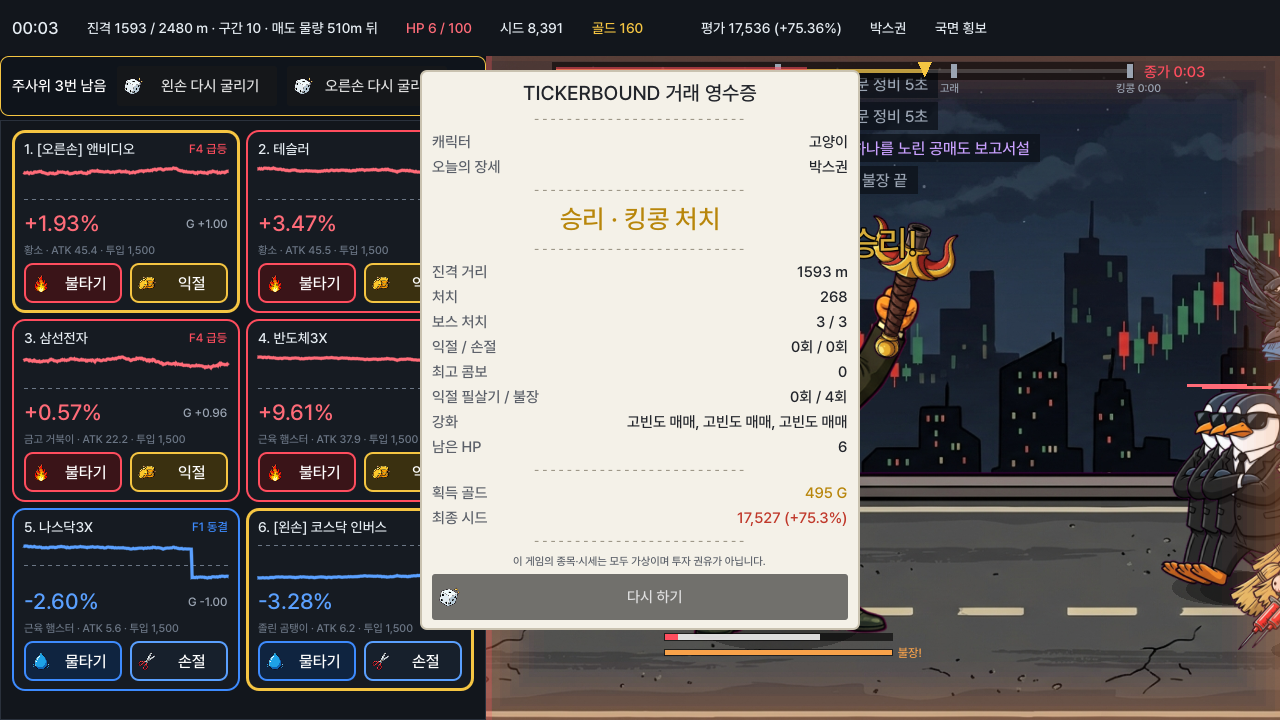 00:03 진격 1593 / 2480 m · 구간 10 · 매도 물량 510m 뒤 HP 6 / 100 시드 8,391 골드 160 평가 17,536 (+75.36%) 박스권 국면 횡보
주사위 3번 남음 왼손 다시 굴리기 오른손 다시 굴리
종가 0:03
고래 킹콩 0:00
문 정비 5초
문 정비 5초
하나를 노린 공매도 보고서설
불장 끝
승리!
1. [오른손] 앤비디오 F4 급등
+1.93% G +1.00
황소 · ATK 45.4 · 투입 1,500
불타기 익절
2. 테슬러
+3.47%
황소 · ATK 45.5 · 투입 1,500
불타기
3. 삼선전자 F4 급등
+0.57% G +0.96
금고 거북이 · ATK 22.2 · 투입 1,500
불타기 익절
4. 반도체3X
+9.61%
근육 햄스터 · ATK 37.9 · 투입 1,500
불타기
5. 나스닥3X F1 동결
-2.60% G -1.00
근육 햄스터 · ATK 5.6 · 투입 1,500
물타기 손절
6. [왼손] 코스닥 인버스
-3.28%
졸린 곰탱이 · ATK 6.2 · 투입 1,500
물타기 손절
TICKERBOUND 거래 영수증
캐릭터 고양이
오늘의 장세 박스권
승리 · 킹콩 처치
진격 거리 1593 m
처치 268
보스 처치 3 / 3
익절 / 손절 0회 / 0회
최고 콤보 0
익절 필살기 / 불장 0회 / 4회
강화 고빈도 매매, 고빈도 매매, 고빈도 매매
남은 HP 6
획득 골드 495 G
최종 시드 17,527 (+75.3%)
이 게임의 종목·시세는 모두 가상이며 투자 권유가 아닙니다.
다시 하기
불장!